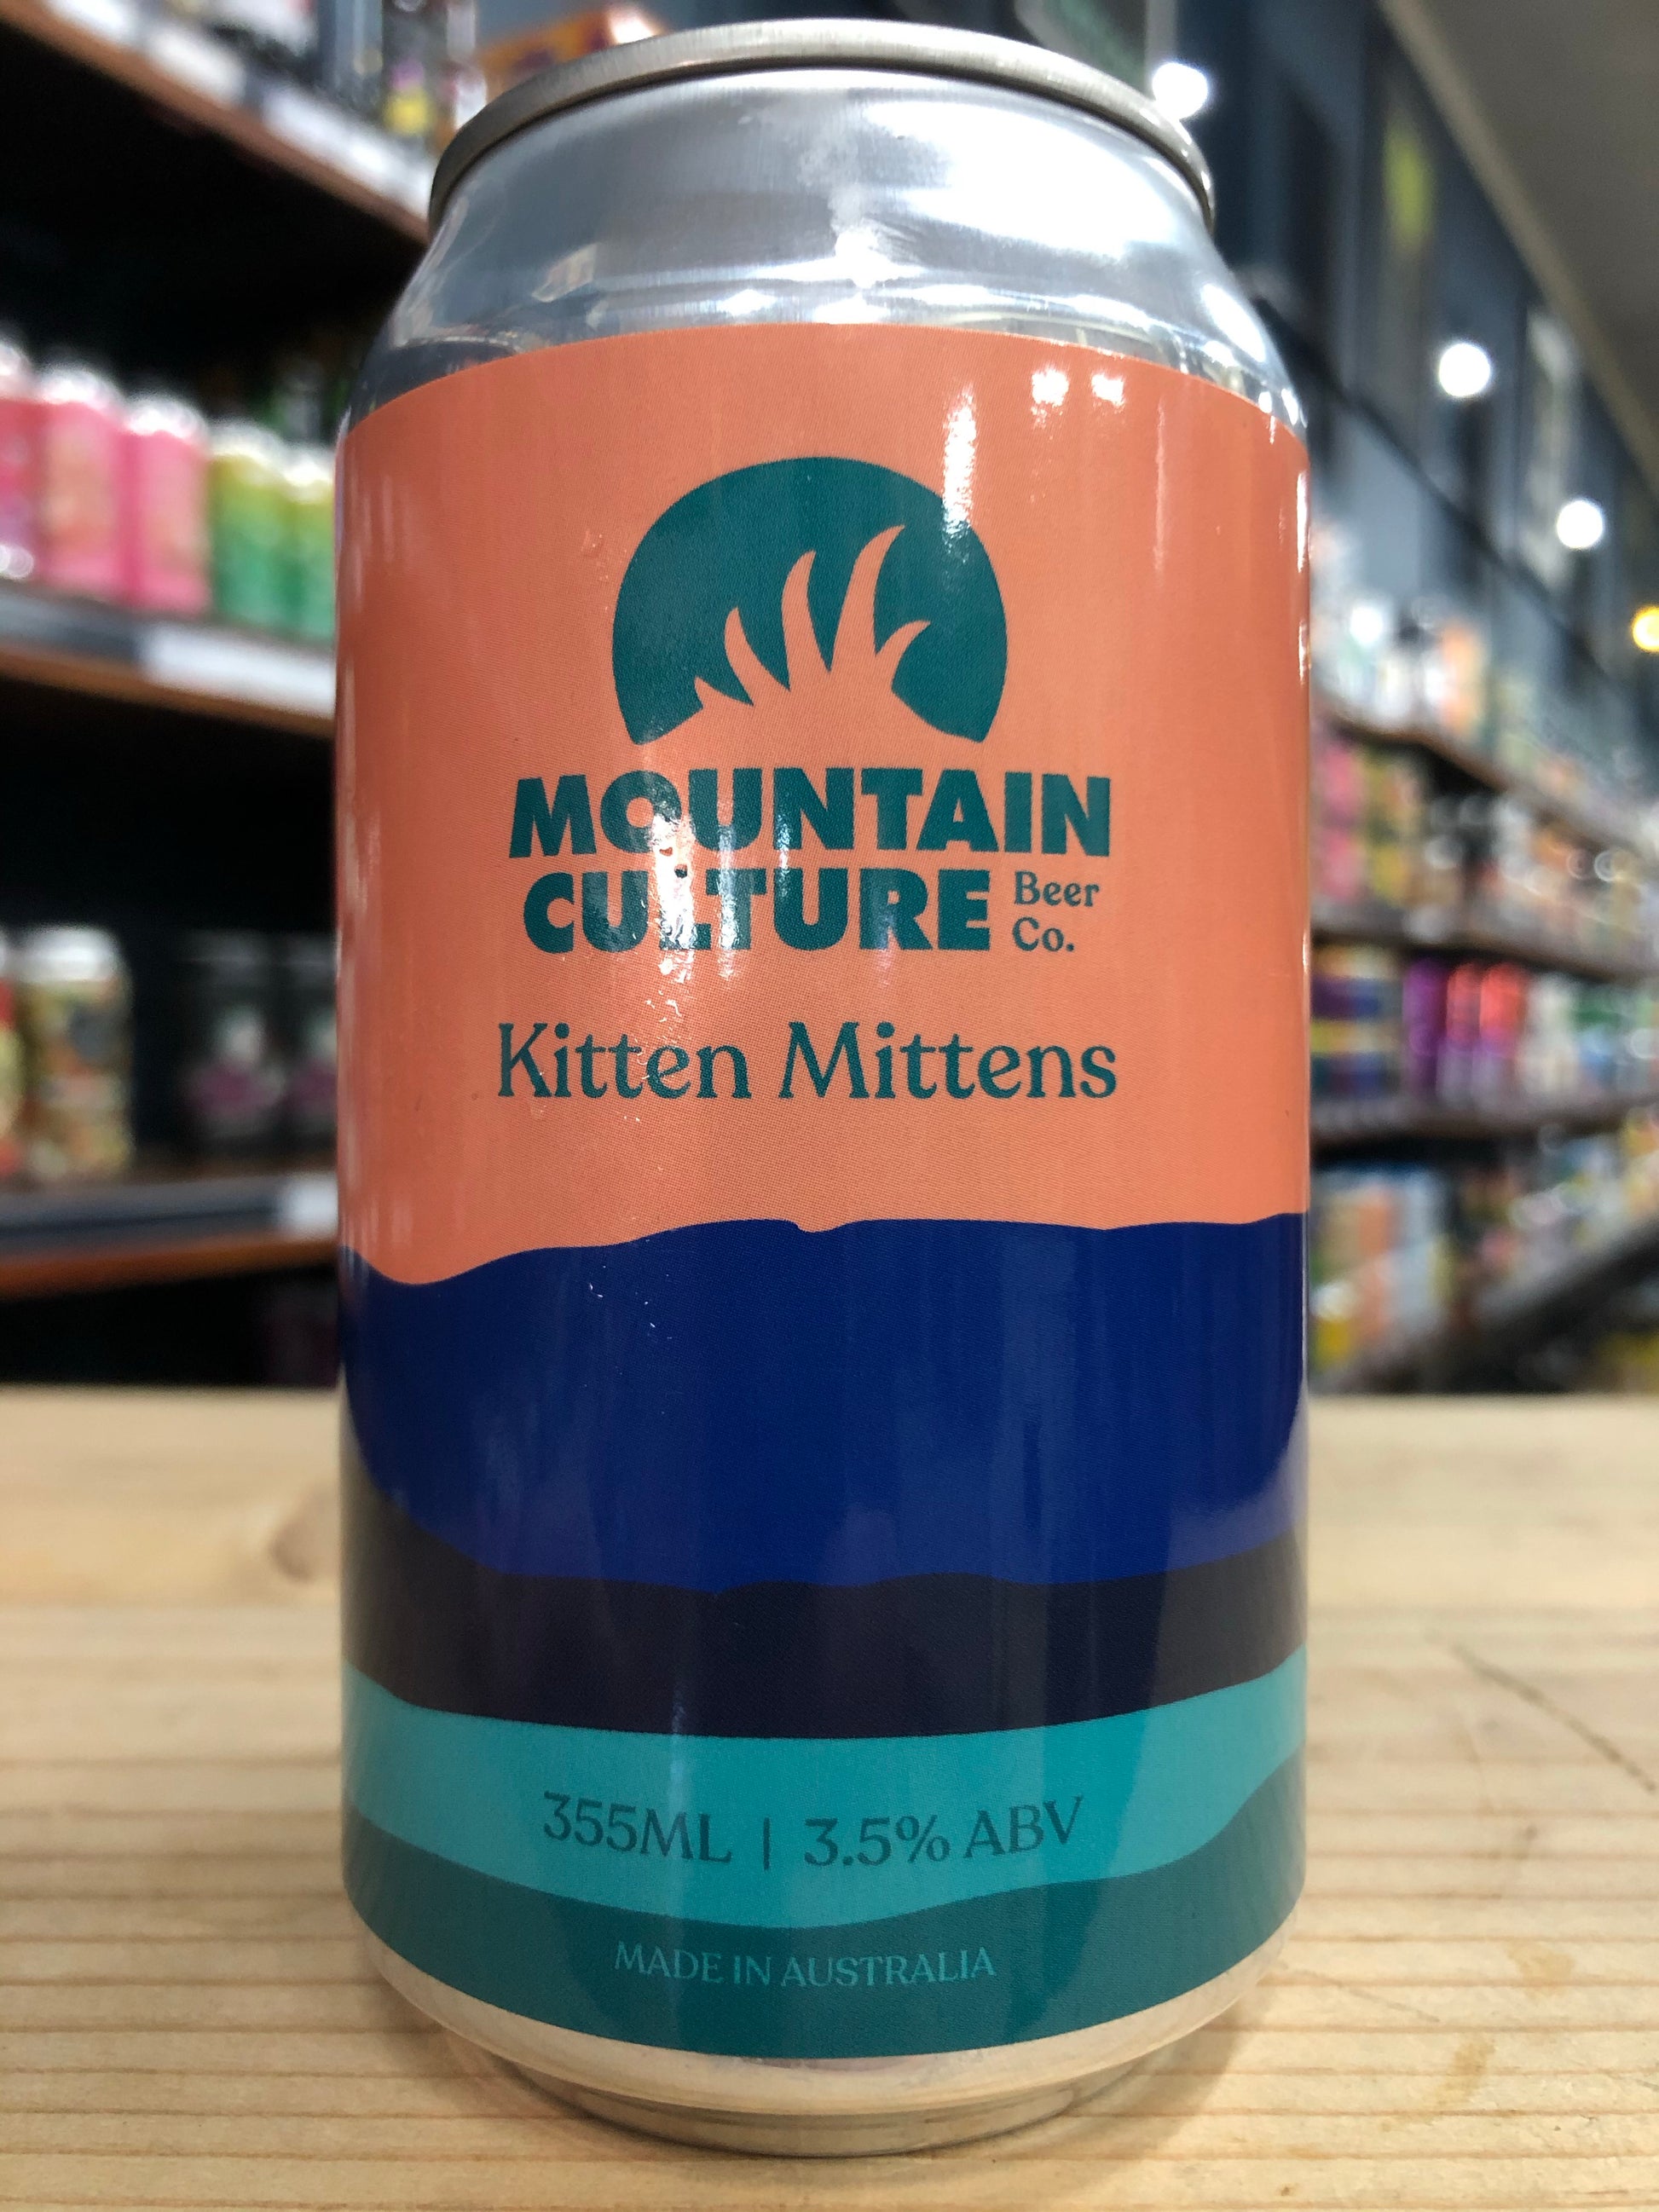 MOUNTAIN
CULTURE Beer
Co.
Kitten Mittens
355ML | 3.5% ABV
MADE IN AUSTRALIA